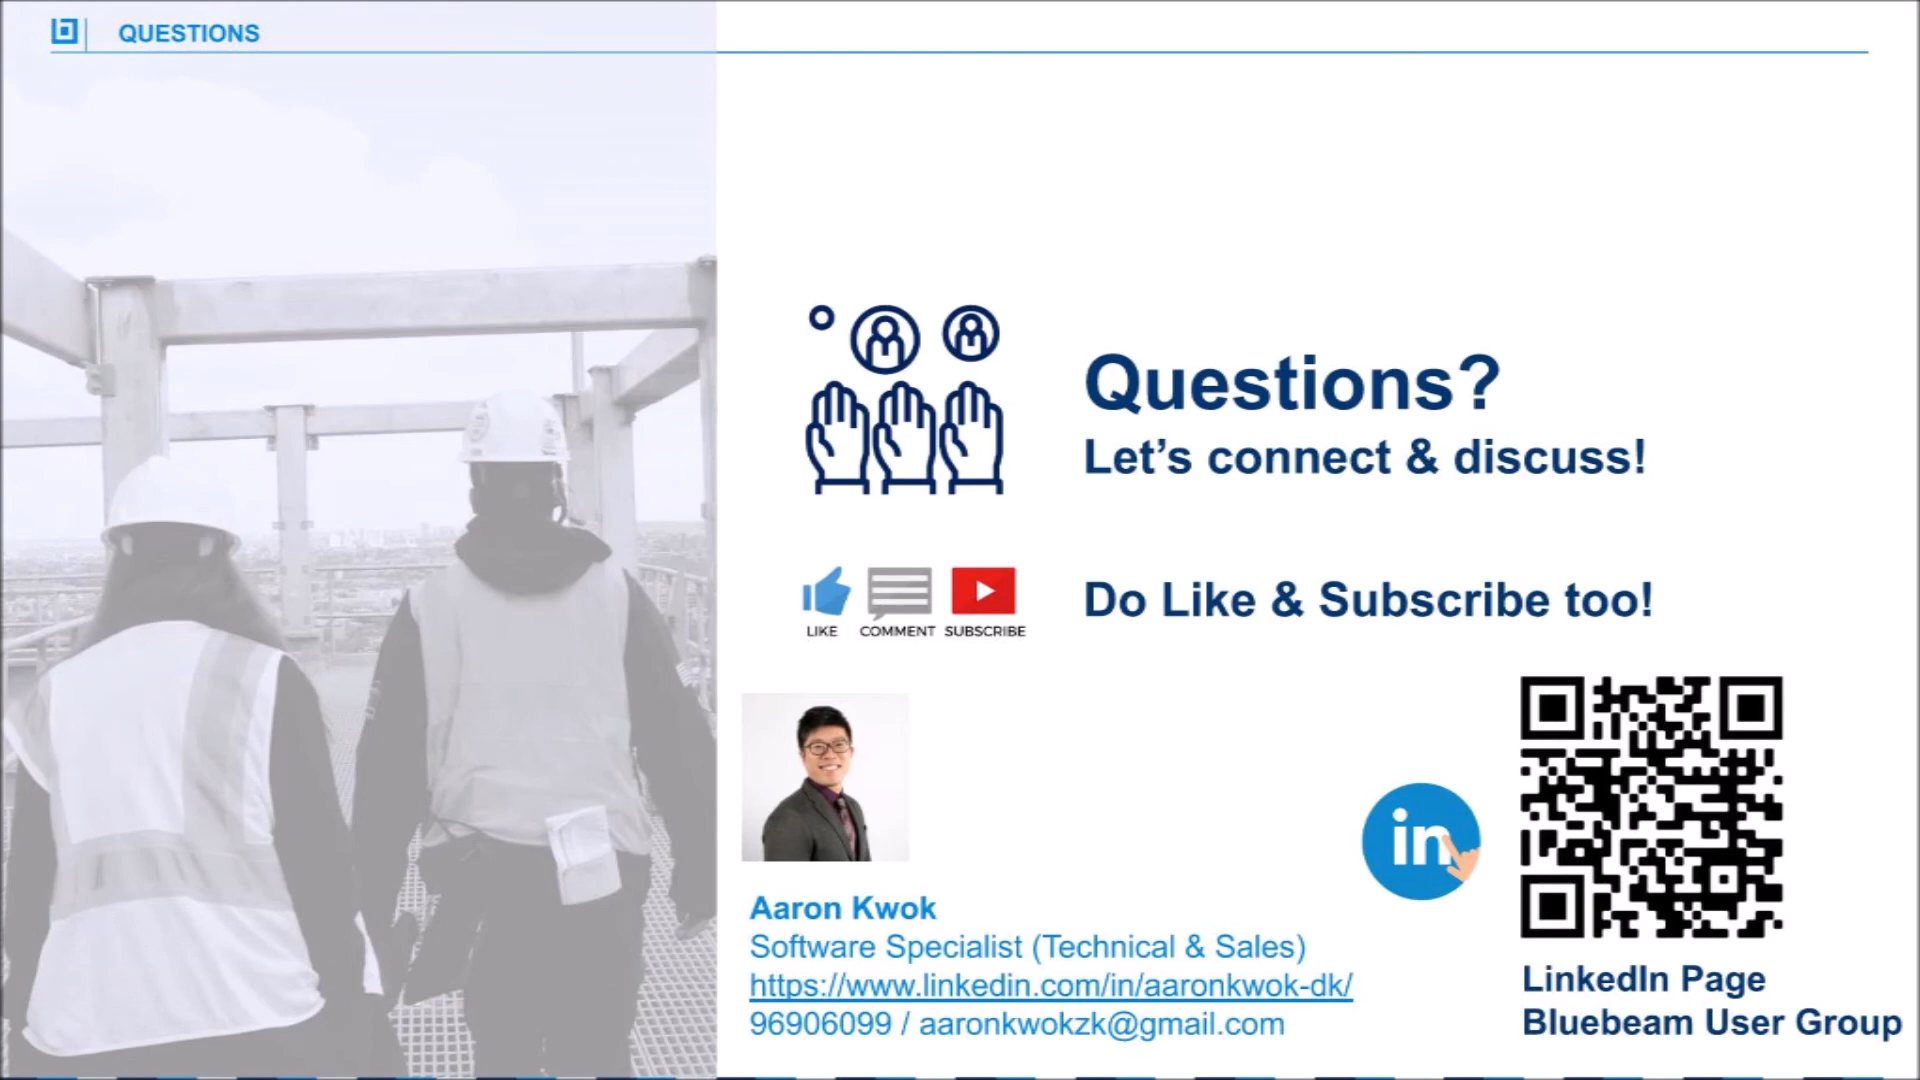 QUESTIONS
Questions?
Let's connect & discuss!
LIKE COMMENT SUBSCRIBE
Do Like & Subscribe too!
in
Aaron Kwok
Software Specialist (Technical & Sales)
https://www.linkedin.com/in/aaronkwok-dk/
96906099 / aaronkwokzk@gmail.com
LinkedIn Page
Bluebeam User Group